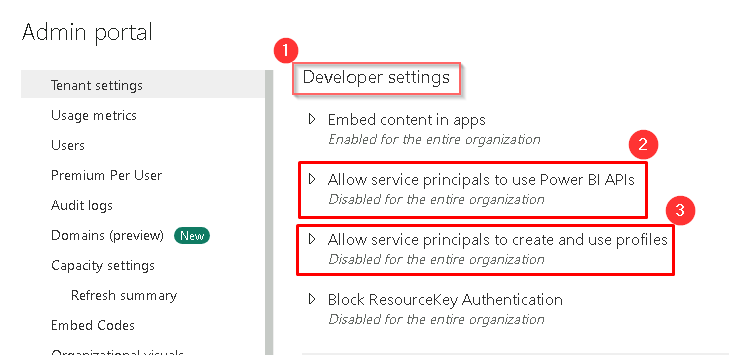 Admin portal
1
Developer settings
Tenant settings
Usage metrics
Users
Premium Per User
Audit logs
Domains (preview) New
Capacity settings
Refresh summary
Embed Codes
Organizational visuals
Embed content in apps
Enabled for the entire organization
2
Allow service principals to use Power BI APIs
Disabled for the entire organization
3
Allow service principals to create and use profiles
Disabled for the entire organization
Block ResourceKey Authentication
Disabled for the entire organization